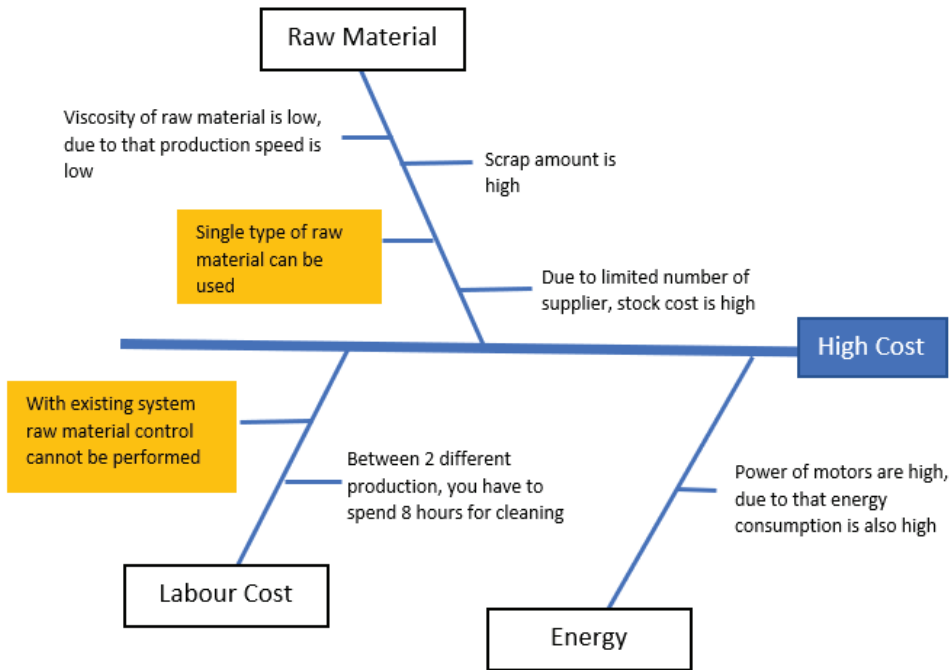 Raw Material
Viscosity of raw material is low,
due to that production speed is
low
Scrap amount is
high
Single type of raw
material can be
used
Due to limited number of
supplier, stock cost is high
High Cost
With existing system
raw material control
cannot be performed
Between 2 different
production, you have to
spend 8 hours for cleaning
Power of motors are high,
due to that energy
consumption is also high
Labour Cost
Energy